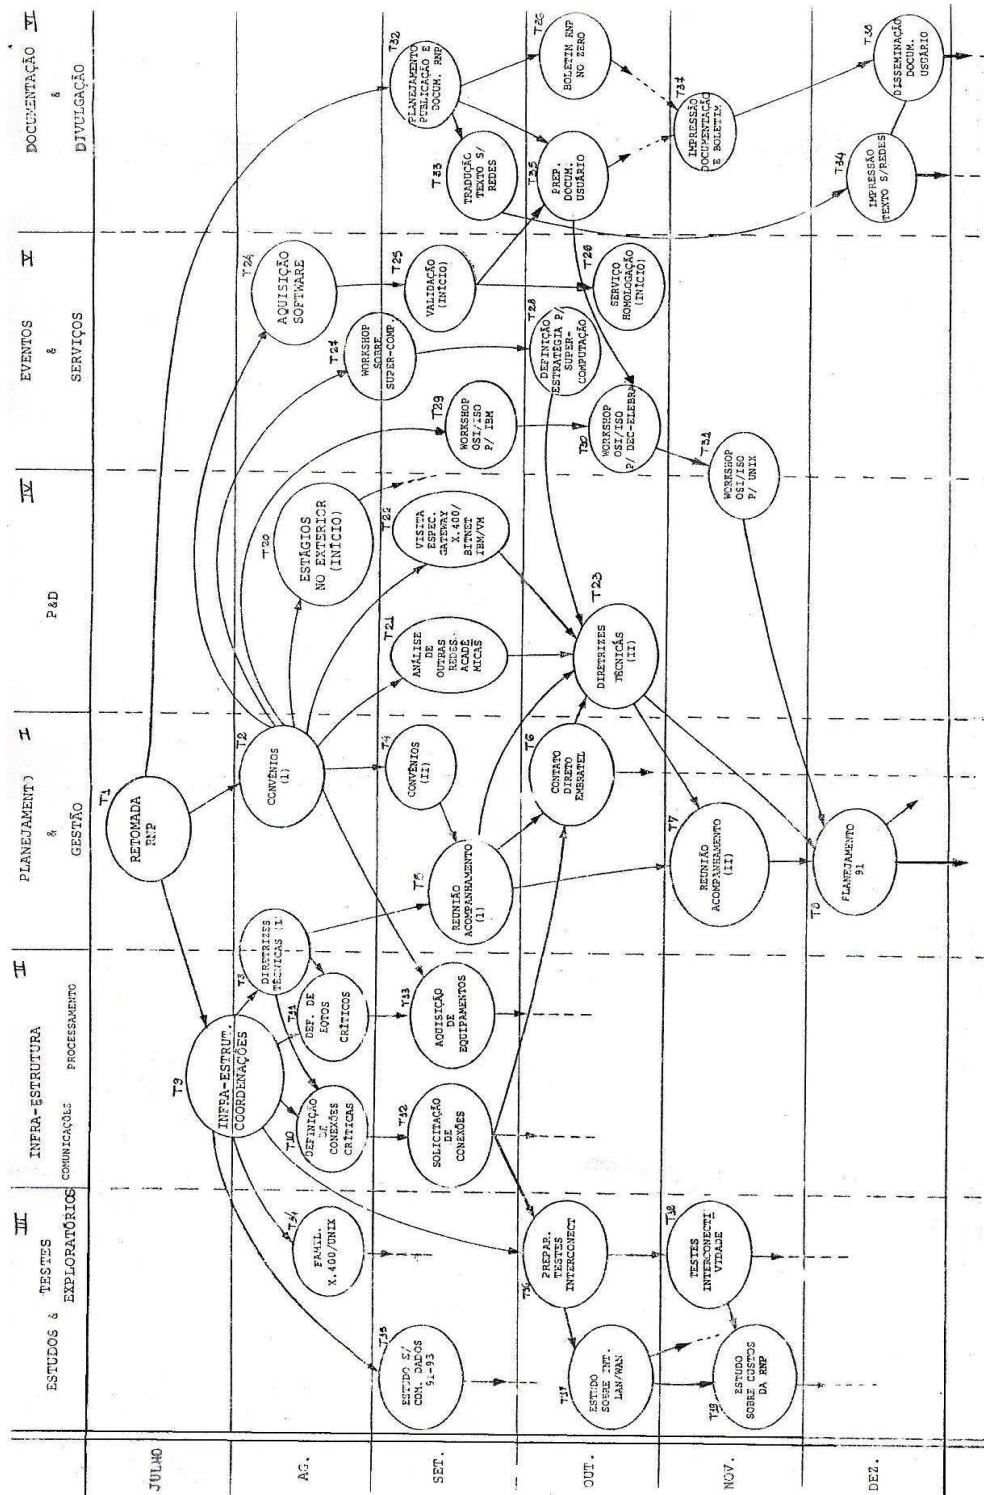 III
ESTUDOS & TESTES
EXPLORATÓRIOS
II
INFRA-ESTRUTURA
COMUNICAÇÕES PROCESSAMENTO
I
PLANEJAMENTO
&
GESTÃO
IV
P&D
V
EVENTOS
&
SERVIÇOS
VI
DOCUMENTAÇÃO
&
DIVULGAÇÃO
JULHO
T1
RETOMADA
RNP
T9
INFRA-ESTRUT.
COORDENAÇÕES
AG.
T14
FAMIL.
X.400/UNIX
T10
DEFINIÇÃO
DE
CONEXÕES
CRÍTICAS
T11
DEF. DE
EQTOS
CRÍTICOS
T3
DIRETRIZES
TÉCNICAS (I)
T2
CONVÊNIOS
(I)
T20
ESTÁGIOS
NO EXTERIOR
(INÍCIO)
T27
WORKSHOP
SOBRE
SUPER-COMP.
T24
AQUISIÇÃO
SOFTWARE
SET.
T15
ESTUDO E/
COM. DADOS
91-93
T12
SOLICITAÇÃO
DE
CONEXÕES
T13
AQUISIÇÃO
DE
EQUIPAMENTOS
T5
REUNIÃO
ACOMPANHAMENTO
(I)
T4
CONVÊNIOS
(II)
T21
ANÁLISE
DE
OUTRAS
REDES
ACADÊ
MICAS
T22
VISITA
ESPEC.
GATEWAY
X.400/
BITNET
IBM/VM
T29
WORKSHOP
OSI/ISO
P/ IBM
T25
VALIDAÇÃO
(INÍCIO)
T33
TRADUÇÃO
TEXTO S/
REDES
T32
PLANEJAMENTO
PUBLICAÇÃO E
DOCUM. RNP
OUT.
T17
ESTUDO
SOBRE INT.
LAN/WAN
T16
PREPAR.
TESTES
INTERCONECT
T6
CONTATO
DIRETO
EMBRATEL
T23
DIRETRIZES
TÉCNICAS
(II)
T30
WORKSHOP
OSI/ISO
P/ DEC-ELEBRA
T28
DEFINIÇÃO
ESTRATÉGIA P/
SUPER-
COMPUTAÇÃO
T26
SERVIÇO
HOMOLOGAÇÃO
(INÍCIO)
T35
PREP.
DOCUM.
USUÁRIO
BOLETIM RNP
NO ZERO
NOV.
T19
ESTUDO
SOBRE CUSTOS
DA RNP
T18
TESTES
INTERCONECTI
VIDADE
T7
REUNIÃO
ACOMPANHAMENTO
(II)
T31
WORKSHOP
OSI/ISO
P/ UNIX
T37
IMPRESSÃO
DOCUMENTAÇÃO
E BOLETIM
DEZ.
T8
PLANEJAMENTO
91
T34
IMPRESSÃO
TEXTO S/REDES
T38
DISSEMINAÇÃO
DOCUM.
USUÁRIO